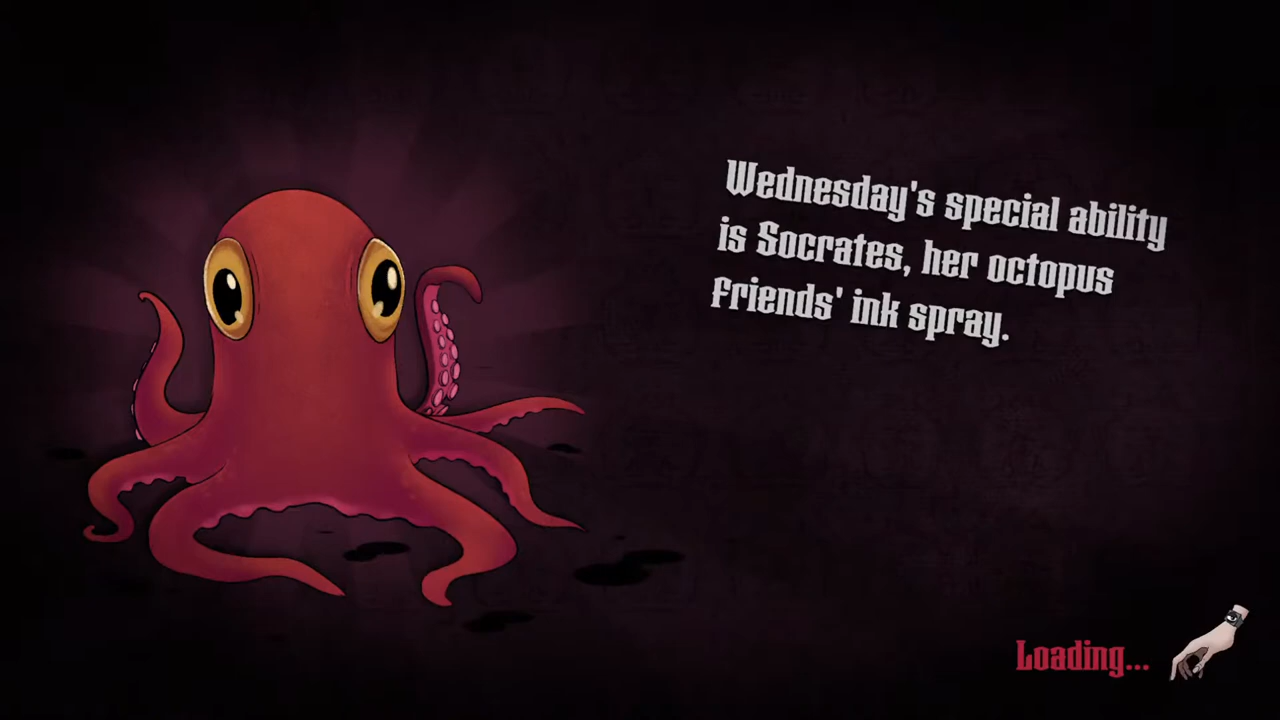 Wednesday's special ability
is Socrates, her octopus
friends' ink spray.
Loading...